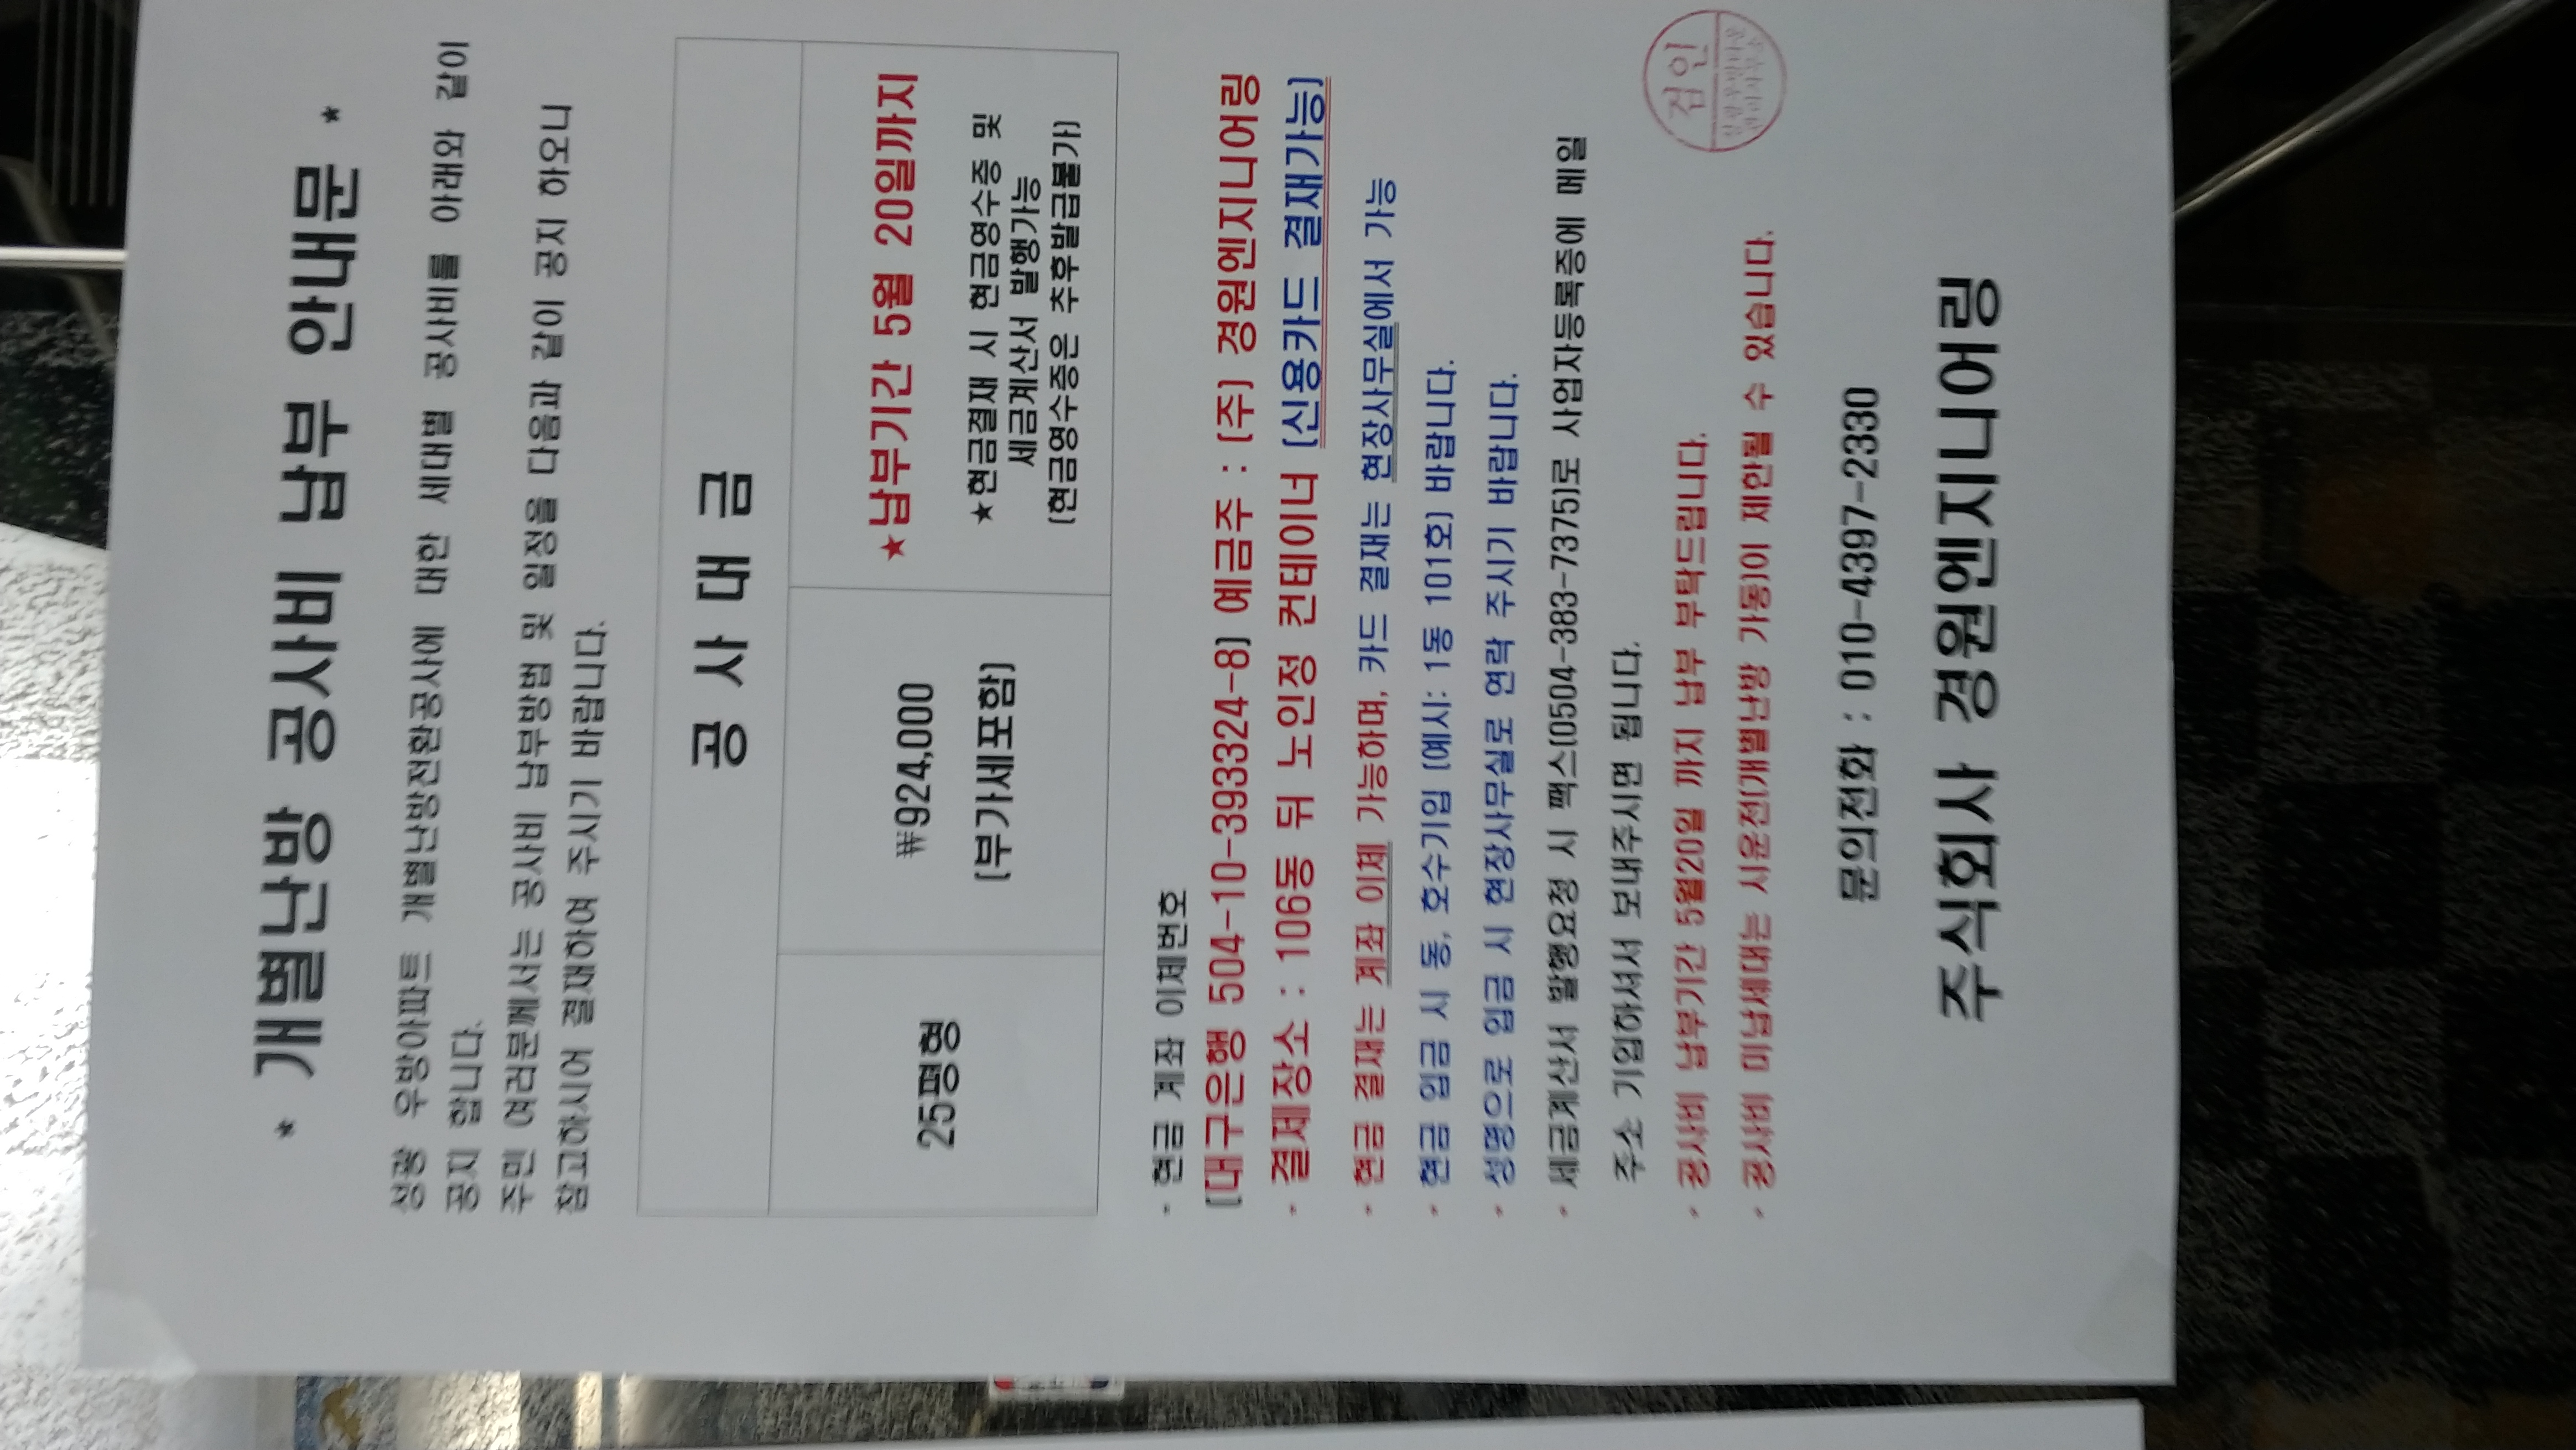 * 개별난방 공사비 납부 안내문 *
성광 우방아파트 개별난방전환공사에 대한 세대별 공사비를 아래와 같이
공지 합니다.
주민 여러분께서는 공사비 납부방법 및 일정을 다음과 같이 공지 하오니
참고하시어 결재하여 주시기 바랍니다.
공 사 대 금
25평형
₩924,000
(부가세포함)
★납부기간 5월 20일까지
★현금결재 시 현금영수증 및
세금계산서 발행가능
(현금영수증은 추후발급불가)
- 현금 계좌 이체번호
(대구은행 504-10-393324-8) 예금주 : (주) 경원엔지니어링
- 결제장소 : 106동 뒤 노인정 컨테이너 (신용카드 결재가능)
- 현금 결재는 계좌 이체 가능하며, 카드 결재는 현장사무실에서 가능
- 현금 입금 시 동, 호수기입 (예시: 1동 101호) 바랍니다.
- 성명으로 입금 시 현장사무실로 연락 주시기 바랍니다.
- 세금계산서 발행요청 시 팩스(0504-383-7375)로 사업자등록증에 메일
주소 기입하셔서 보내주시면 됩니다.
- 공사비 납부기간 5월20일 까지 납부 부탁드립니다.
- 공사비 미납세대는 시운전(개별난방 가동)이 제한될 수 있습니다.
검인
문의전화 : 010-4397-2330
주식회사 경원엔지니어링